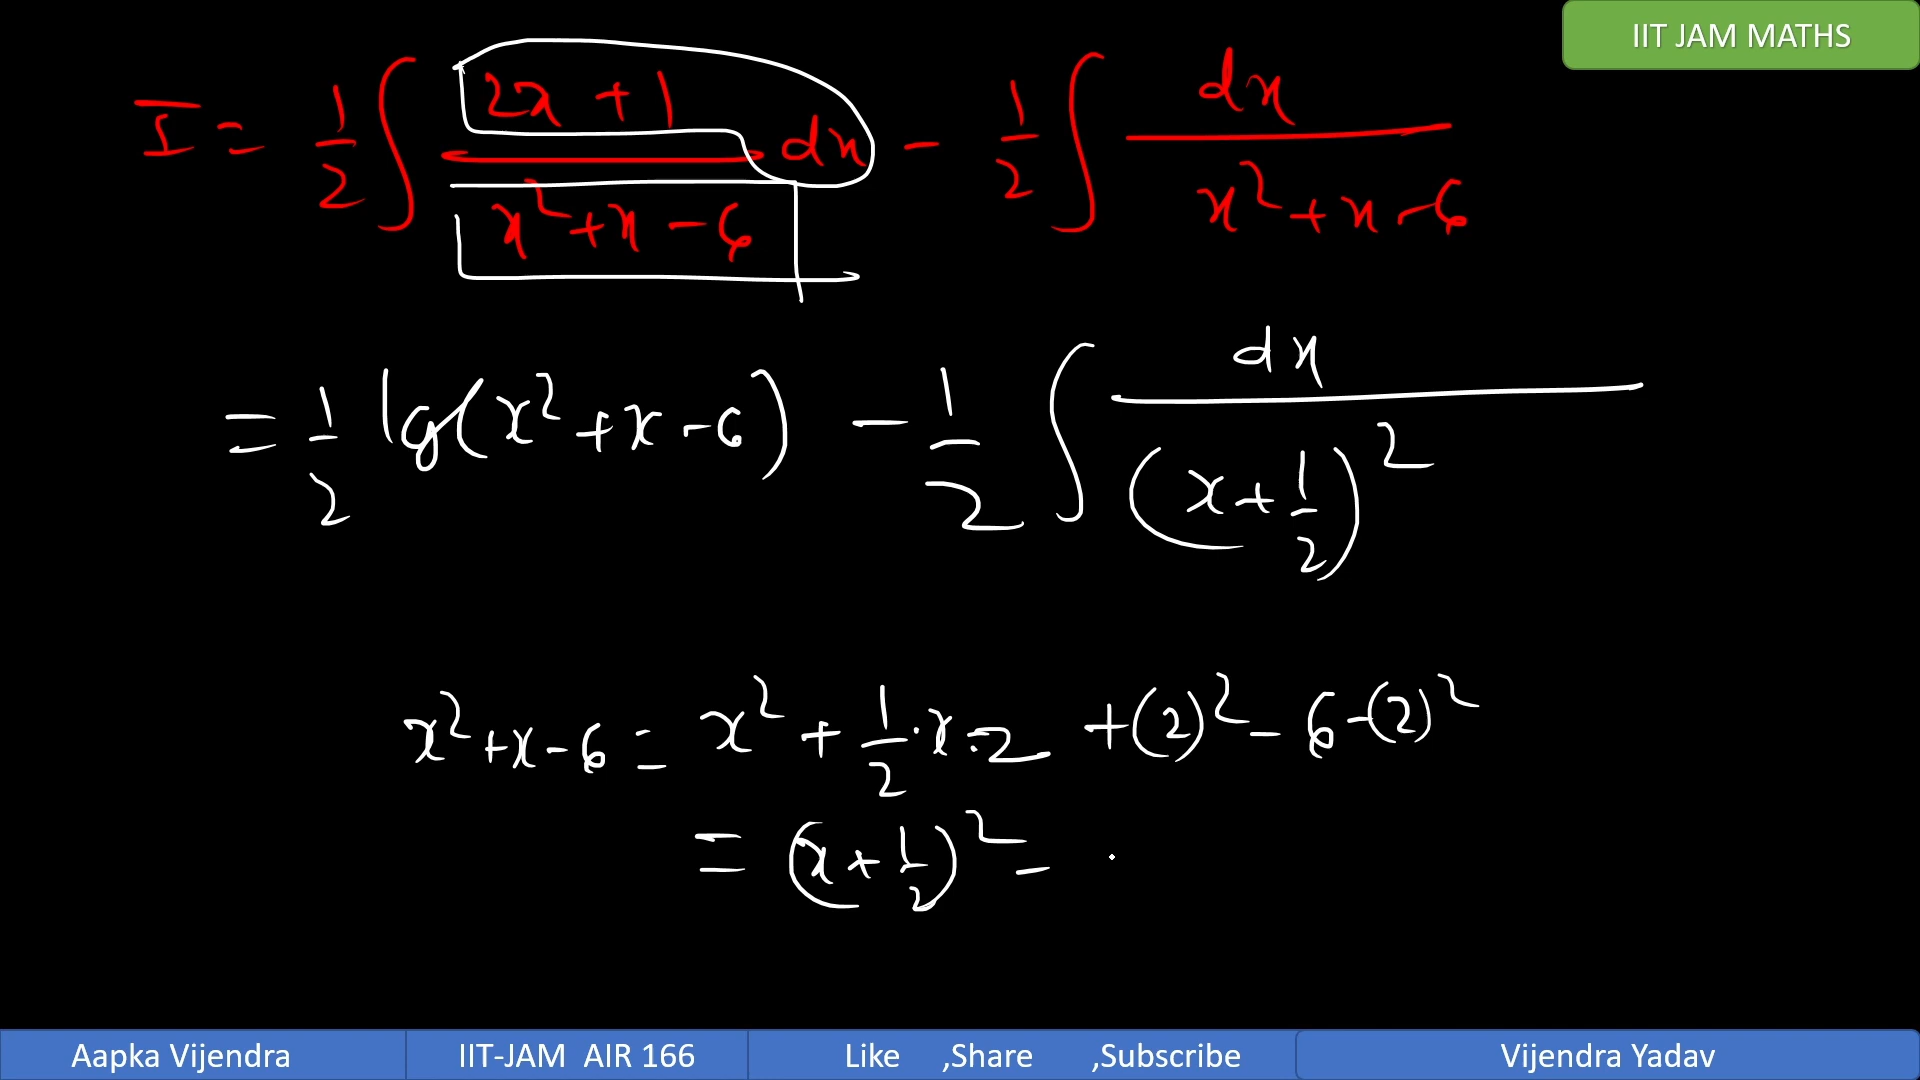 IIT JAM MATHS
I = 1/2 ∫ (2x + 1)/(x² + x - 6) dx - 1/2 ∫ dx/(x² + x - 6)
= 1/2 lg(x² + x - 6) - 1/2 ∫ dx/(x + 1/2)²
x² + x - 6 = x² + 1/2 · x · 2 + (2)² - 6 - (2)²
= (x + 1/2)² -
Aapka Vijendra IIT-JAM AIR 166 Like ,Share ,Subscribe Vijendra Yadav